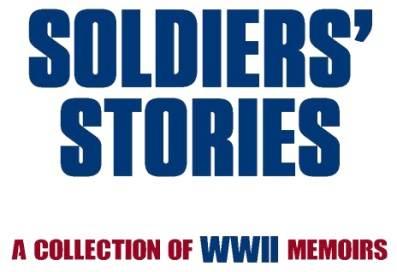 SOLDIERS’
STORIES
A COLLECTION OF WWII MEMOIRS